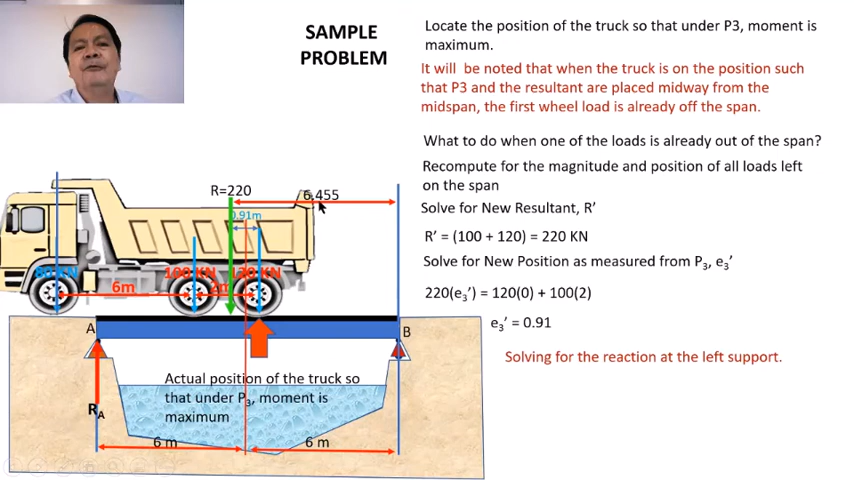 SAMPLE
PROBLEM
Locate the position of the truck so that under P3, moment is
maximum.
It will be noted that when the truck is on the position such
that P3 and the resultant are placed midway from the
midspan, the first wheel load is already off the span.
What to do when one of the loads is already out of the span?
Recompute for the magnitude and position of all loads left
on the span
Solve for New Resultant, R’
R’ = (100 + 120) = 220 KN
Solve for New Position as measured from P₃, e₃’
220(e₃’) = 120(0) + 100(2)
e₃’ = 0.91
Solving for the reaction at the left support.
R=220
6.455
0.91m
80 KN
100 KN
120 KN
6m
2m
A
B
Actual position of the truck so
that under P₃, moment is
maximum
R_A
6 m
6 m